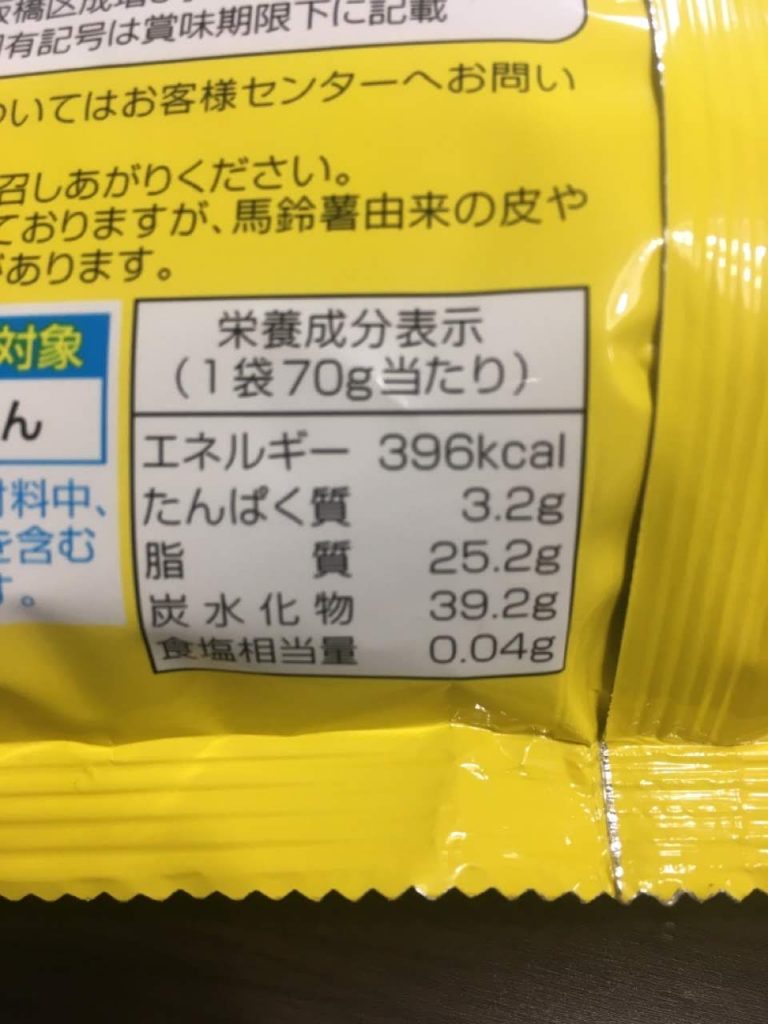 橋区成増
有記号は賞味期限下に記載
ついてはお客様センターへお問い
召しあがりください。
ておりますが、馬鈴薯由来の皮や
があります。
対象
ん
料中、
を含む
す。
栄養成分表示
(1袋70g当たり)
エネルギー 396kcal
たんぱく質 3.2g
脂質 25.2g
炭水化物 39.2g
食塩相当量 0.04g